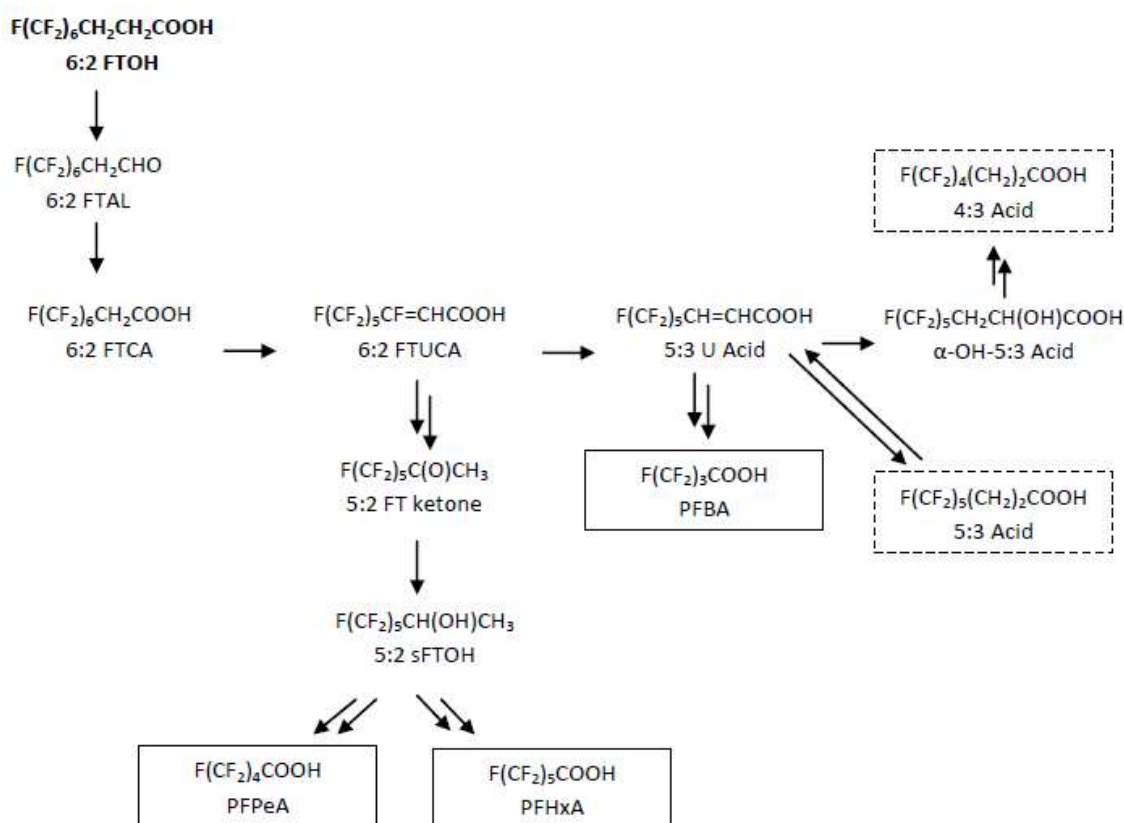 F(CF₂)₆CH₂CH₂COOH
6:2 FTOH
F(CF₂)₆CH₂CHO
6:2 FTAL
F(CF₂)₄(CH₂)₂COOH
4:3 Acid
F(CF₂)₆CH₂COOH
6:2 FTCA
F(CF₂)₅CF=CHCOOH
6:2 FTUCA
F(CF₂)₅CH=CHCOOH
5:3 U Acid
F(CF₂)₅CH₂CH(OH)COOH
α-OH-5:3 Acid
F(CF₂)₅C(O)CH₃
5:2 FT ketone
F(CF₂)₃COOH
PFBA
F(CF₂)₅(CH₂)₂COOH
5:3 Acid
F(CF₂)₅CH(OH)CH₃
5:2 sFTOH
F(CF₂)₄COOH
PFPeA
F(CF₂)₅COOH
PFHxA